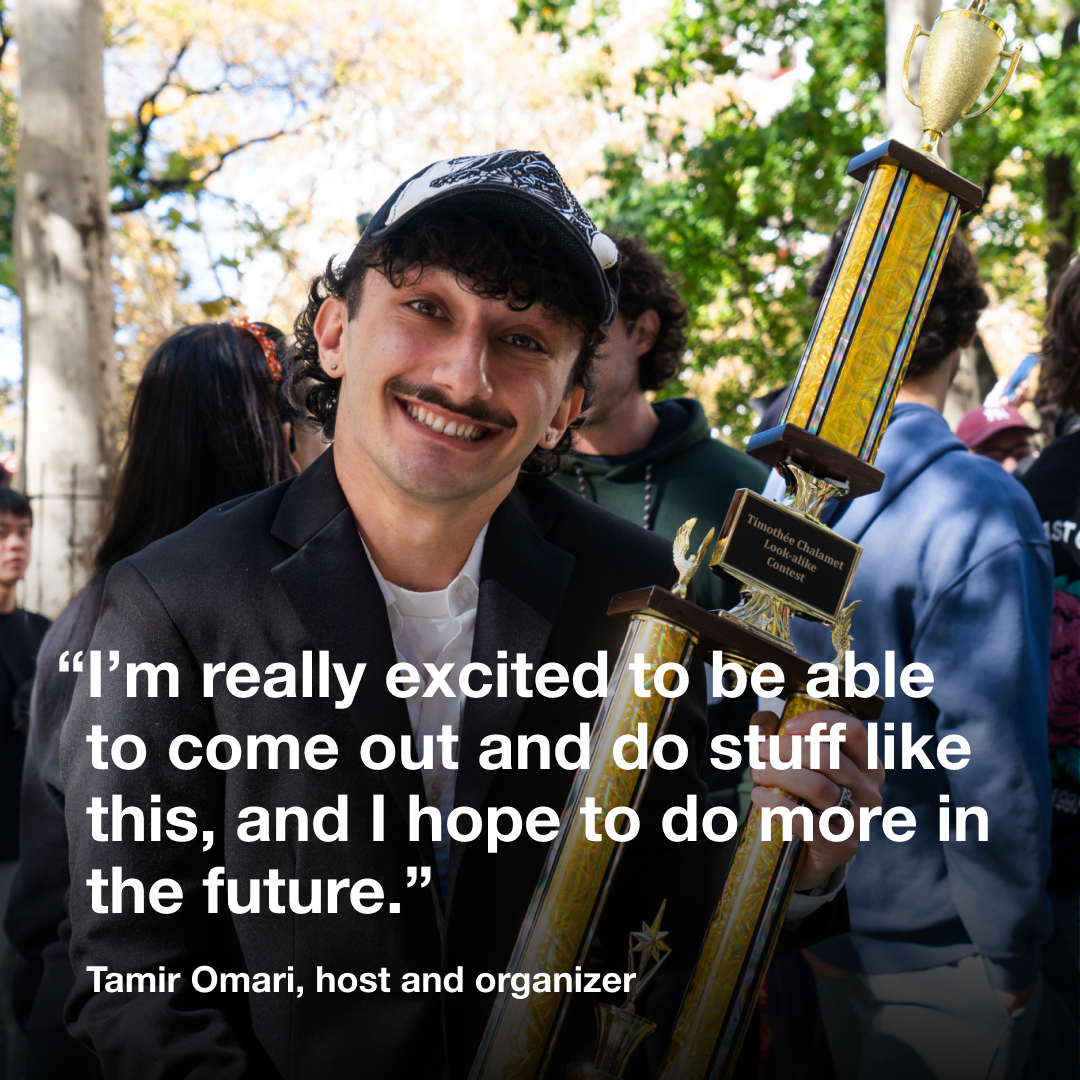 Timothée Chalamet
Look-alike
Contest
“I’m really excited to be able
to come out and do stuff like
this, and I hope to do more in
the future.”
Tamir Omari, host and organizer